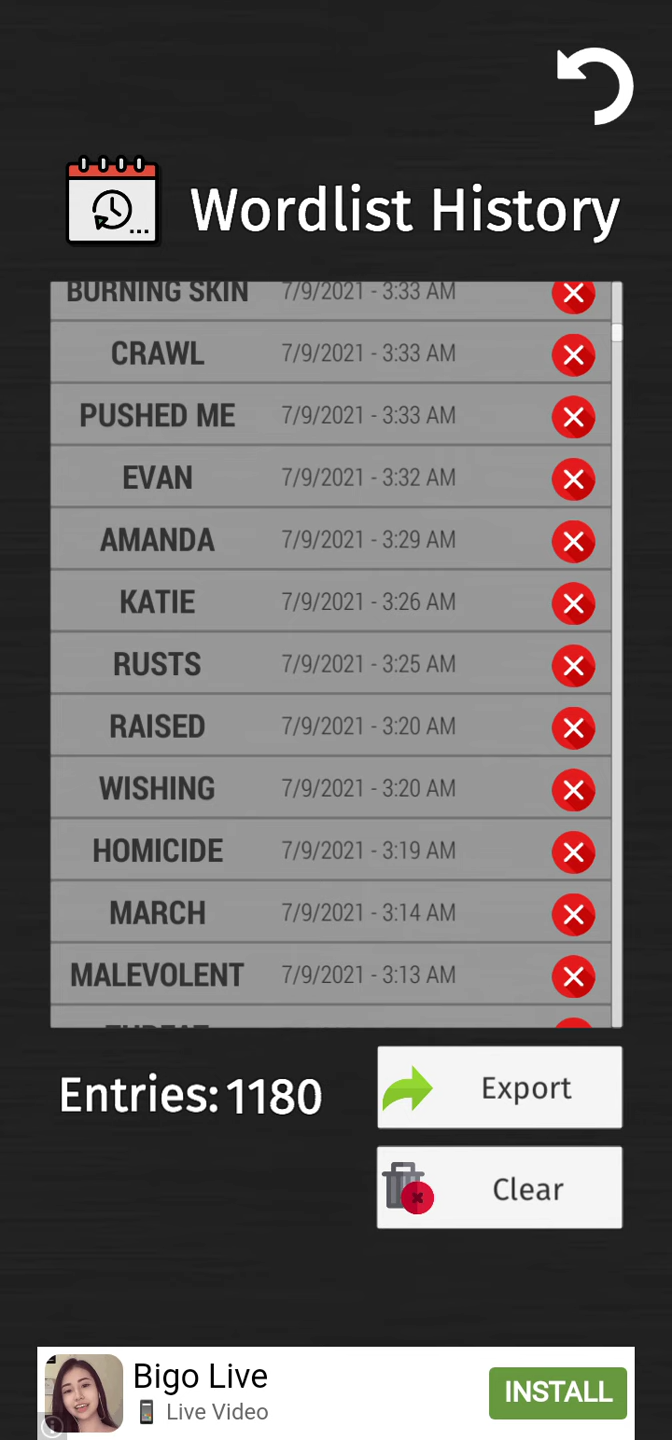 Wordlist History
BURNING SKIN 7/9/2021 - 3:33 AM
CRAWL 7/9/2021 - 3:33 AM
PUSHED ME 7/9/2021 - 3:33 AM
EVAN 7/9/2021 - 3:32 AM
AMANDA 7/9/2021 - 3:29 AM
KATIE 7/9/2021 - 3:26 AM
RUSTS 7/9/2021 - 3:25 AM
RAISED 7/9/2021 - 3:20 AM
WISHING 7/9/2021 - 3:20 AM
HOMICIDE 7/9/2021 - 3:19 AM
MARCH 7/9/2021 - 3:14 AM
MALEVOLENT 7/9/2021 - 3:13 AM
Entries: 1180
Export
Clear
Bigo Live
Live Video
INSTALL